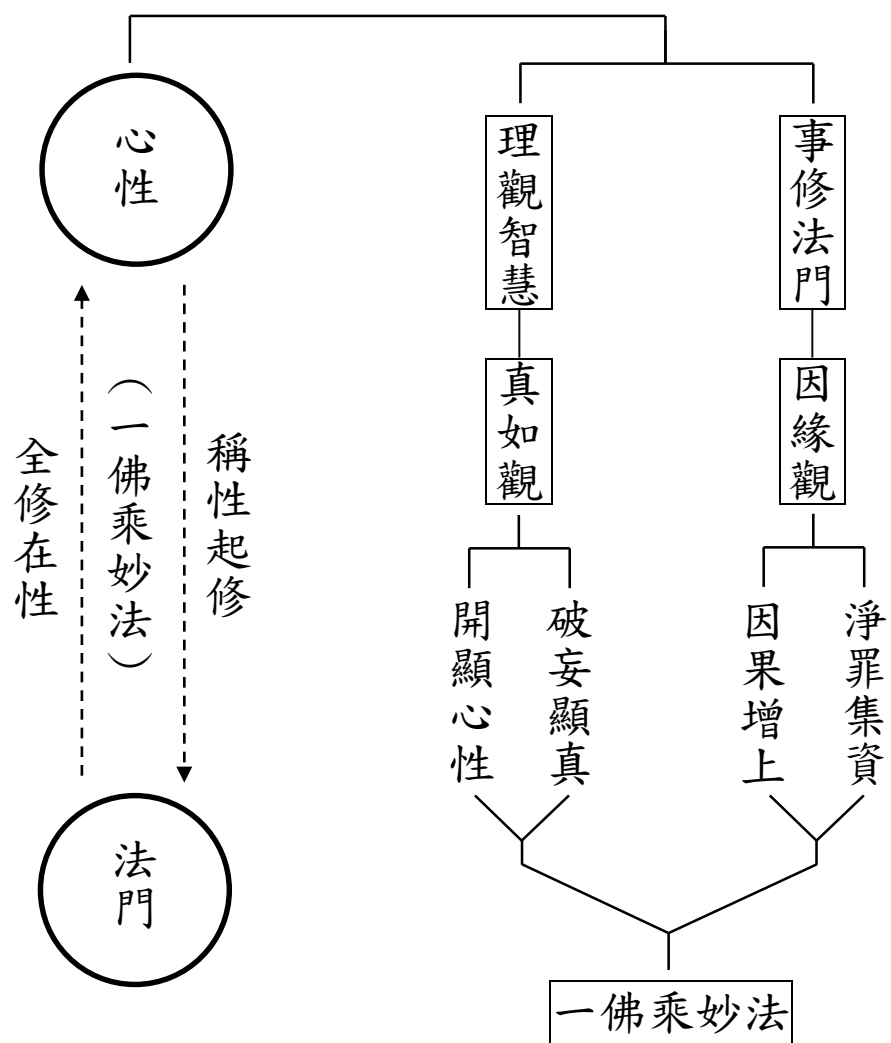 心性
理觀智慧
事修法門
真如觀
因緣觀
全修在性
（一佛乘妙法）
稱性起修
開顯心性
破妄顯真
因果增上
淨罪集資
法門
一佛乘妙法